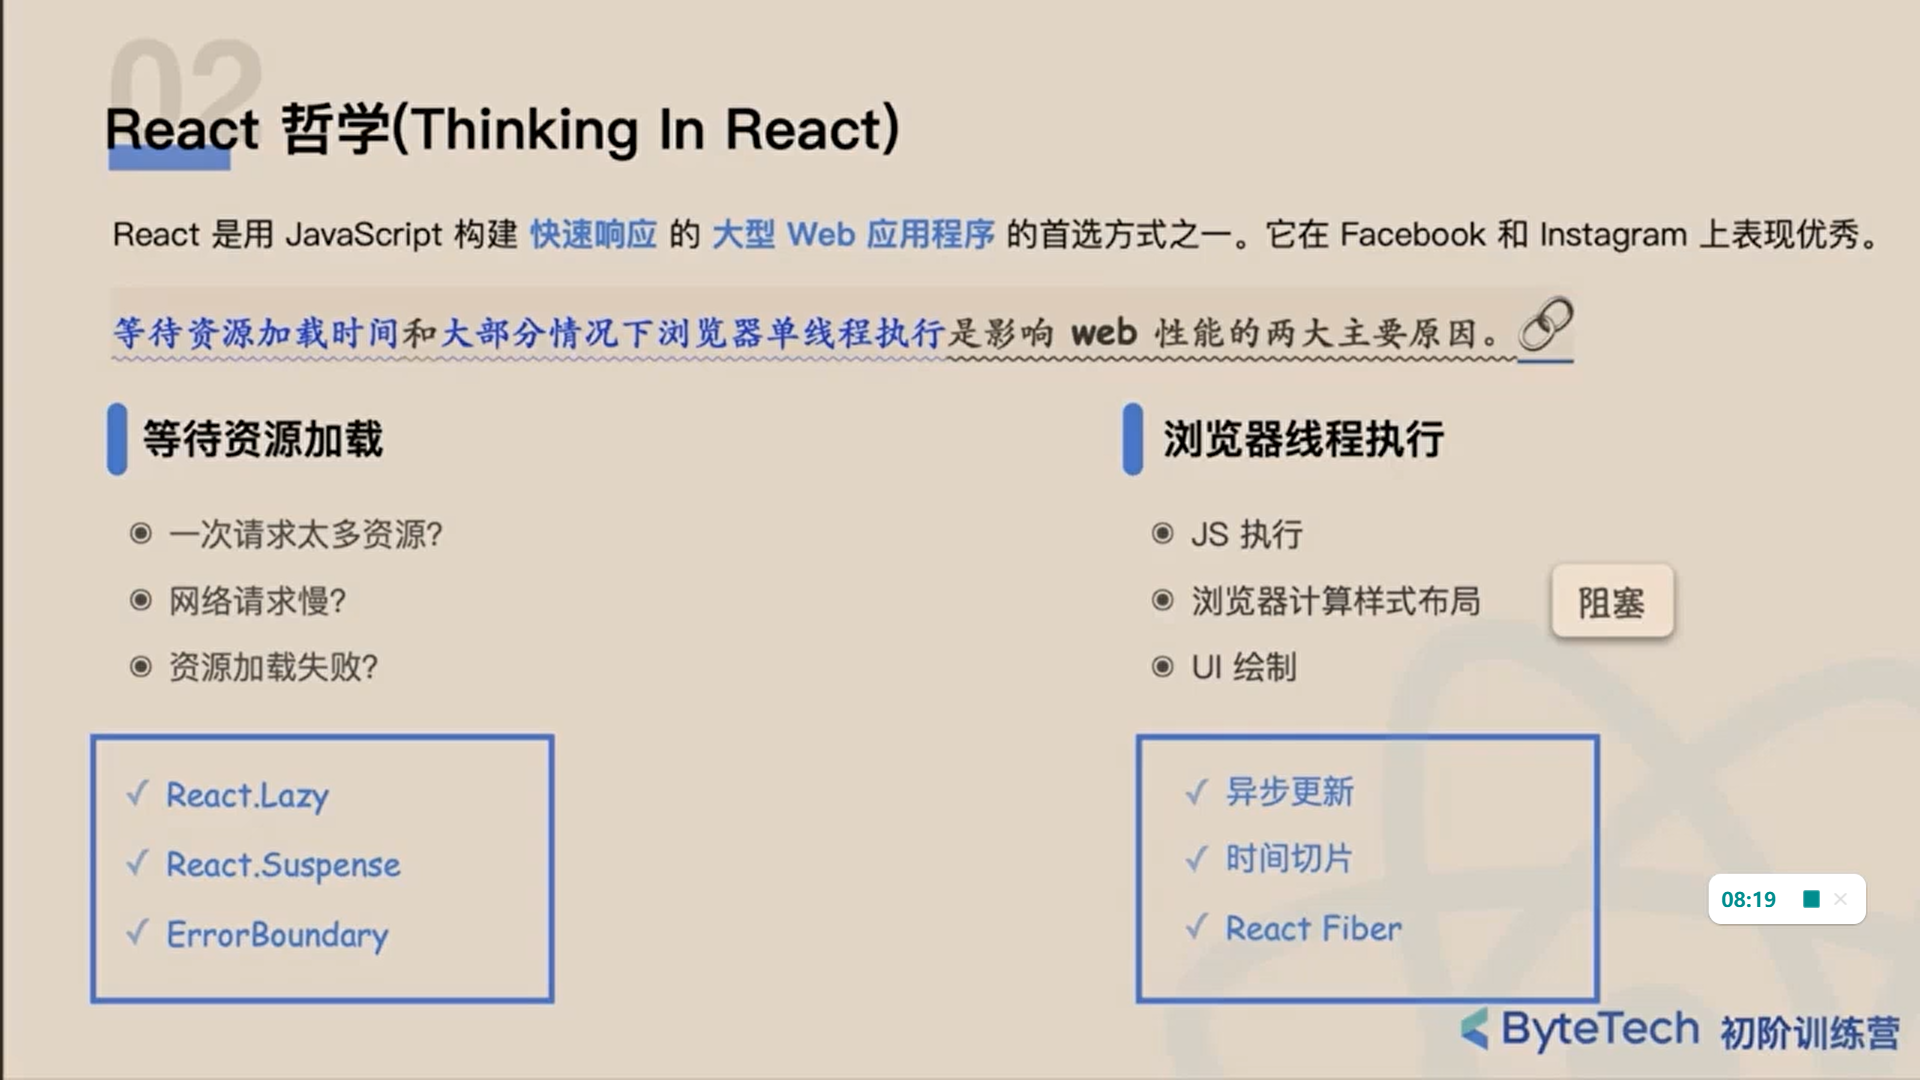 02
React 哲学(Thinking In React)
React 是用 JavaScript 构建 快速响应 的 大型 Web 应用程序 的首选方式之一。它在 Facebook 和 Instagram 上表现优秀。
等待资源加载时间和大部分情况下浏览器单线程执行是影响 web 性能的两大主要原因。
等待资源加载
一次请求太多资源?
网络请求慢?
资源加载失败?
✓ React.Lazy
✓ React.Suspense
✓ ErrorBoundary
浏览器线程执行
JS 执行
浏览器计算样式布局
UI 绘制
阻塞
✓ 异步更新
✓ 时间切片
✓ React Fiber
08:19
ByteTech 初阶训练营